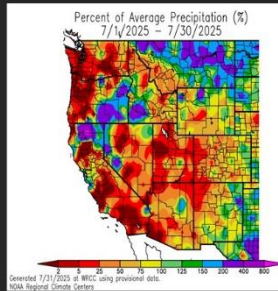 Percent of Average Precipitation (%)
7/1/2025 – 7/30/2025
2 5 25 50 75 100 125 150 200 400 800
Generated 7/31/2025 at WRCC using provisional data.
NOAA Regional Climate Centers